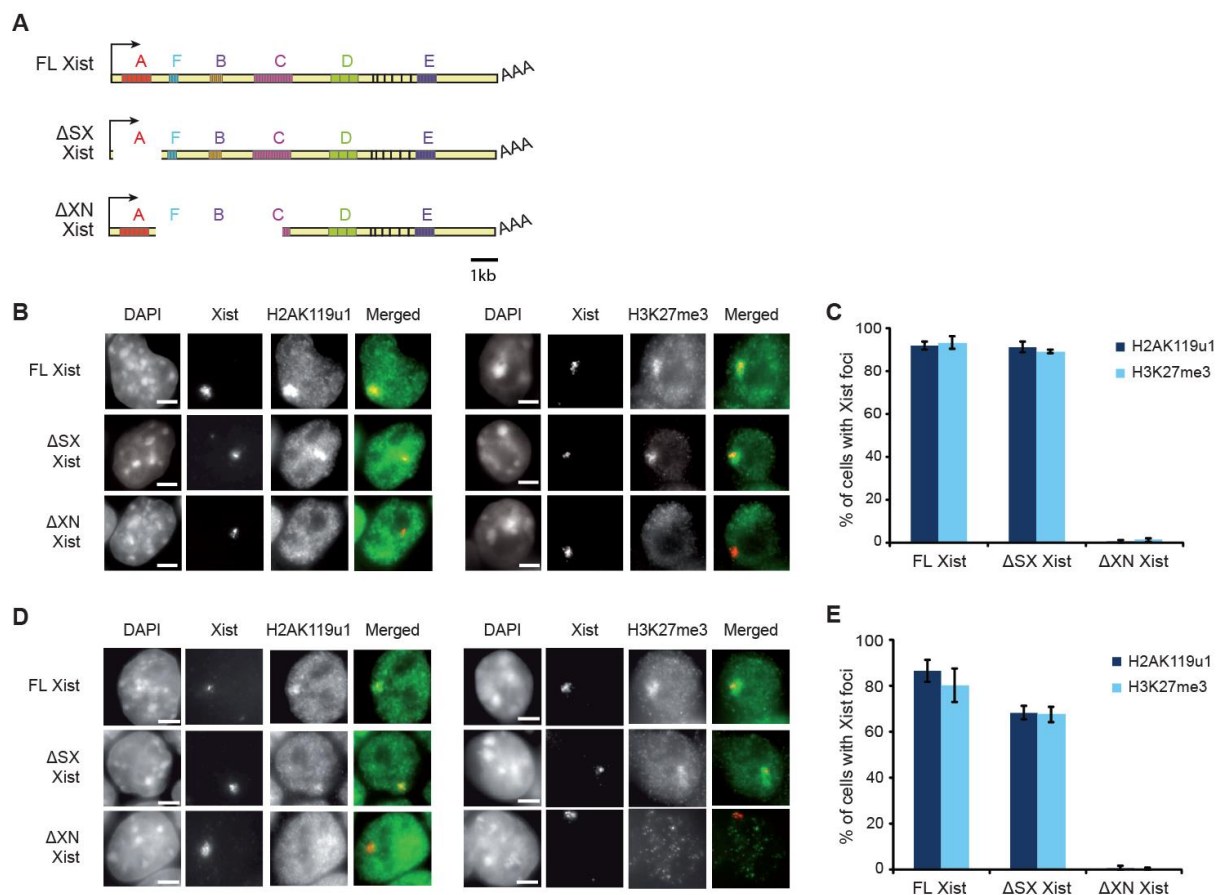 A
A F B C D E
FL Xist
AAA
A F B C D E
ΔSX
Xist
AAA
A F B C D E
ΔXN
Xist
AAA
1kb
B
DAPI Xist H2AK119u1 Merged
DAPI Xist H3K27me3 Merged
FL Xist
ΔSX
Xist
ΔXN
Xist
C
% of cells with Xist foci
100
80
60
40
20
0
H2AK119u1
H3K27me3
FL Xist ΔSX Xist ΔXN Xist
D
DAPI Xist H2AK119u1 Merged
DAPI Xist H3K27me3 Merged
FL Xist
ΔSX
Xist
ΔXN
Xist
E
% of cells with Xist foci
100
80
60
40
20
0
H2AK119u1
H3K27me3
FL Xist ΔSX Xist ΔXN Xist